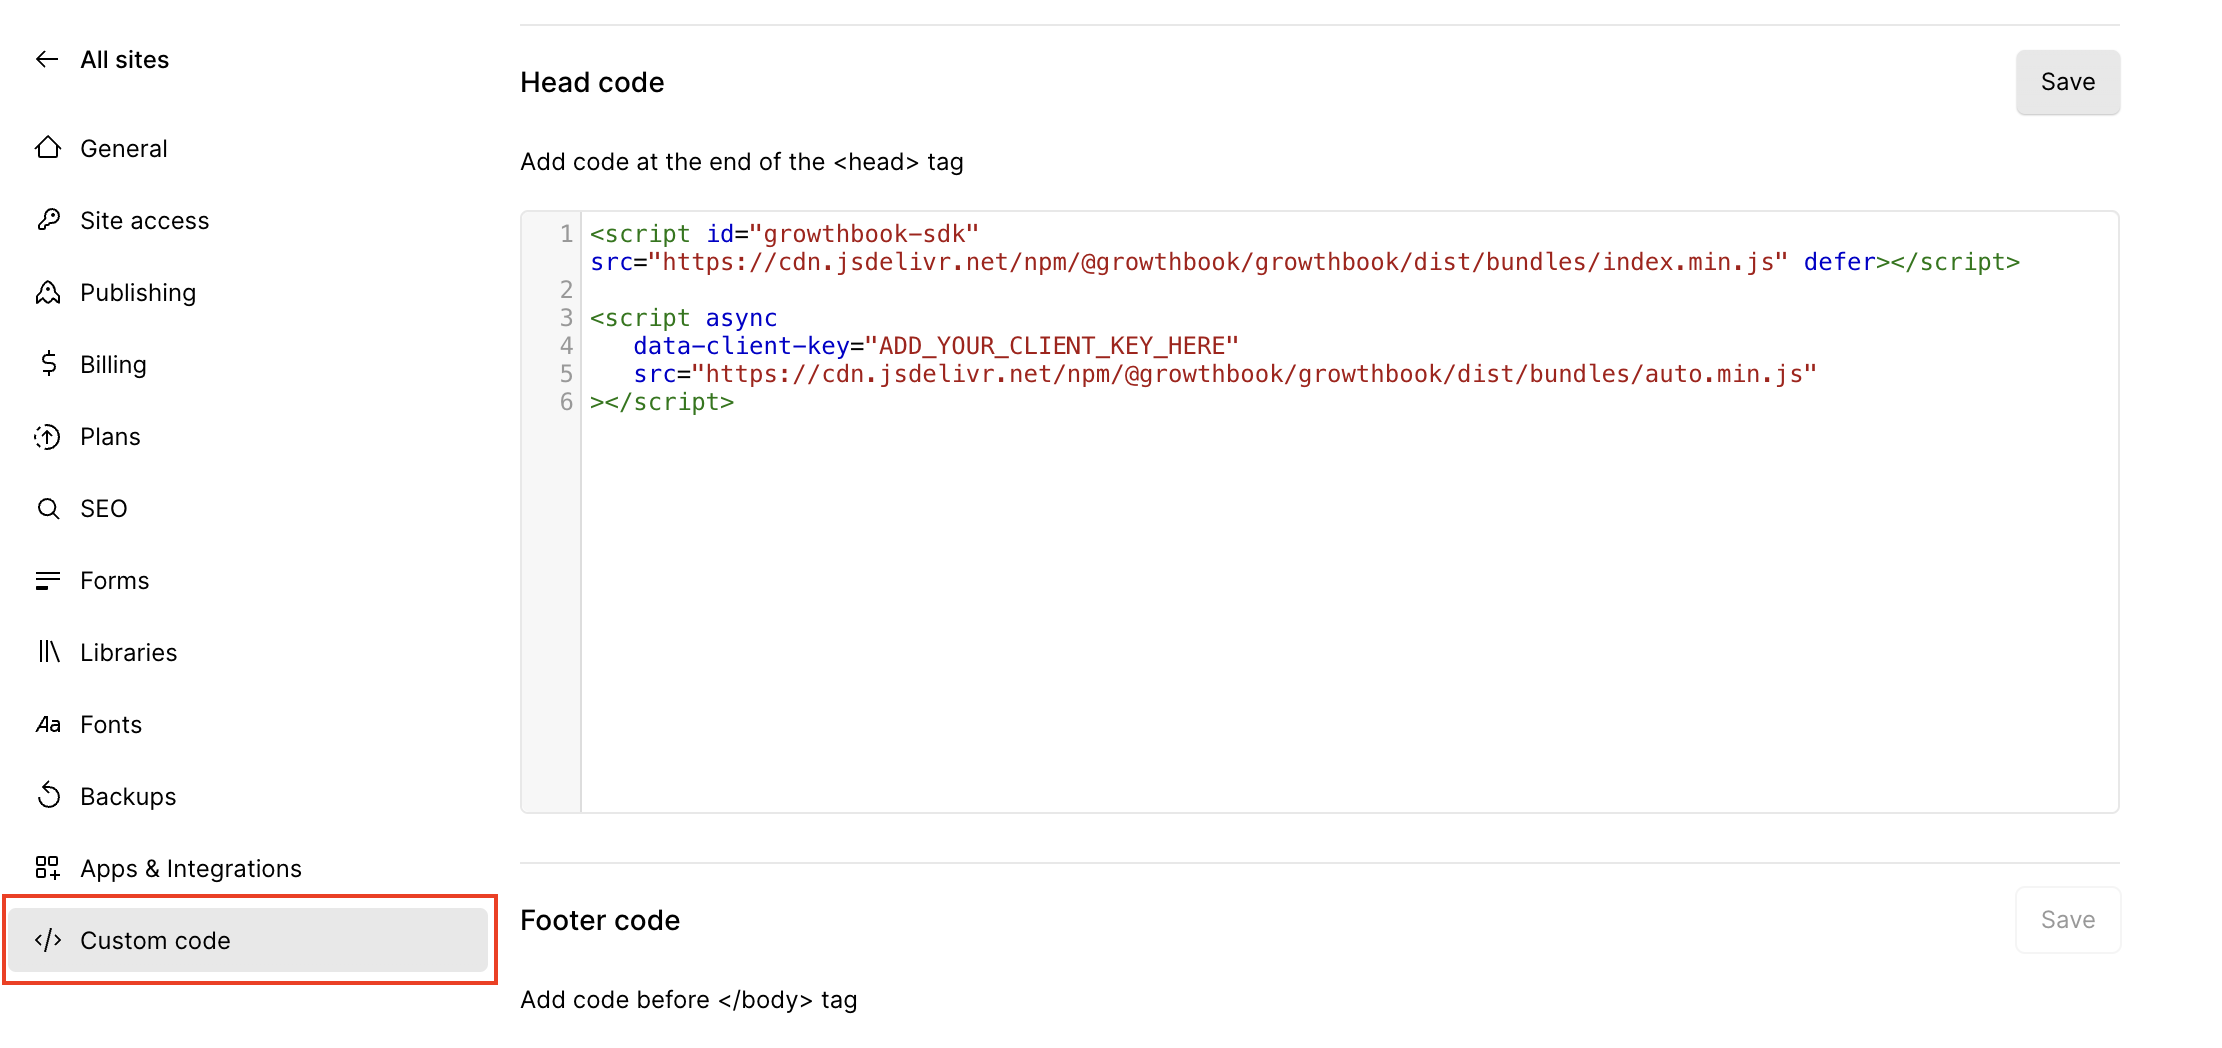 All sites
General
Site access
Publishing
Billing
Plans
SEO
Forms
Libraries
Aa Fonts
Backups
Apps & Integrations
</> Custom code
Head code
Save
Add code at the end of the <head> tag
1 <script id="growthbook-sdk"
src="https://cdn.jsdelivr.net/npm/@growthbook/growthbook/dist/bundles/index.min.js" defer></script>
2
3 <script async
4 data-client-key="ADD_YOUR_CLIENT_KEY_HERE"
5 src="https://cdn.jsdelivr.net/npm/@growthbook/growthbook/dist/bundles/auto.min.js"
6 ></script>
Footer code
Save
Add code before </body> tag